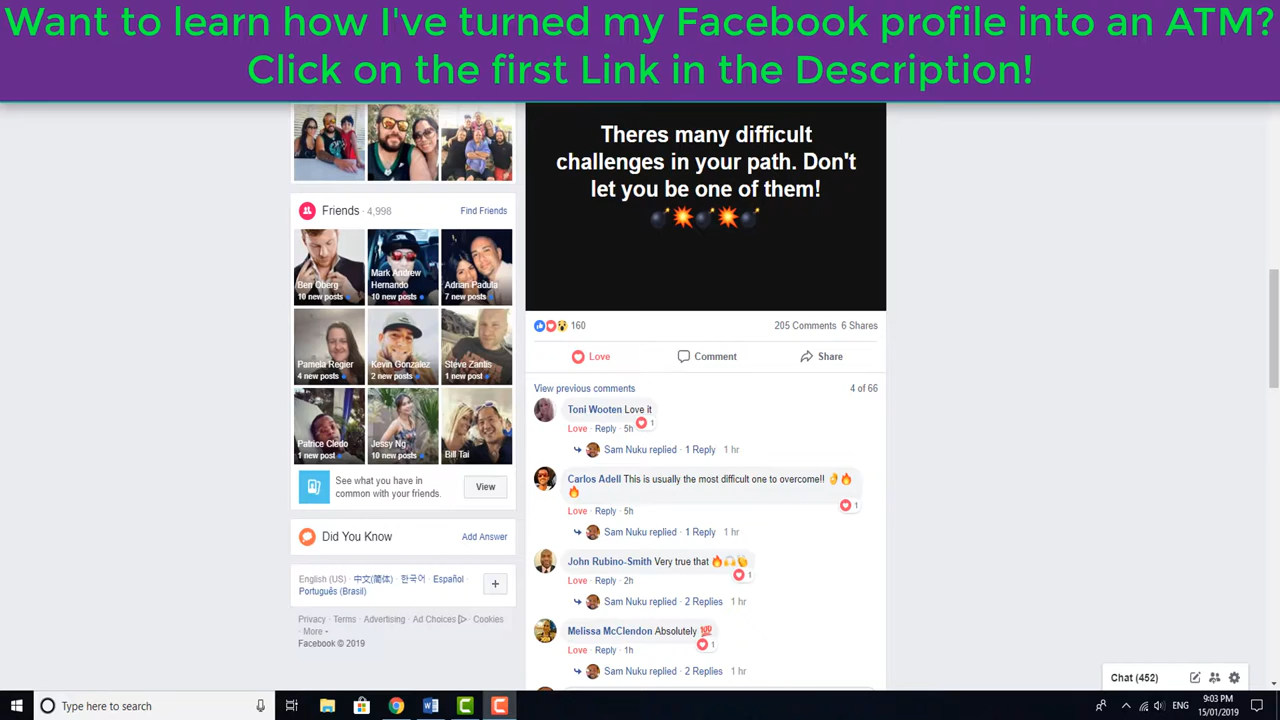 Want to learn how I've turned my Facebook profile into an ATM?
Click on the first Link in the Description!
Theres many difficult
challenges in your path. Don't
let you be one of them!
💣💥💣💥💣
Friends · 4,998
Find Friends
Ben Oberg
10 new posts
Mark Andrew
Hernando
10 new posts
Adrian Padula
7 new posts
Pamela Regier
4 new posts
Kevin Gonzalez
2 new posts
Steve Zantis
1 new post
Patrice Cledo
1 new post
Jessy Ng
10 new posts
Bill Tai
See what you have in
common with your friends.
View
Did You Know
Add Answer
English (US) · 中文(简体) · 한국어 · Español ·
Português (Brasil)
+
Privacy · Terms · Advertising · Ad Choices · Cookies
· More
Facebook © 2019
160
205 Comments 6 Shares
Love
Comment
Share
View previous comments
4 of 66
Toni Wooten Love it
1
Love · Reply · 5h
Sam Nuku replied · 1 Reply 1 hr
Carlos Adell This is usually the most difficult one to overcome!! 👌🔥
🔥
1
Love · Reply · 5h
Sam Nuku replied · 1 Reply 1 hr
John Rubino-Smith Very true that 🔥🙌👏
1
Love · Reply · 2h
Sam Nuku replied · 2 Replies 1 hr
Melissa McClendon Absolutely 💯
1
Love · Reply · 1h
Sam Nuku replied · 2 Replies 1 hr
Chat (452)
Type here to search
9:03 PM
15/01/2019